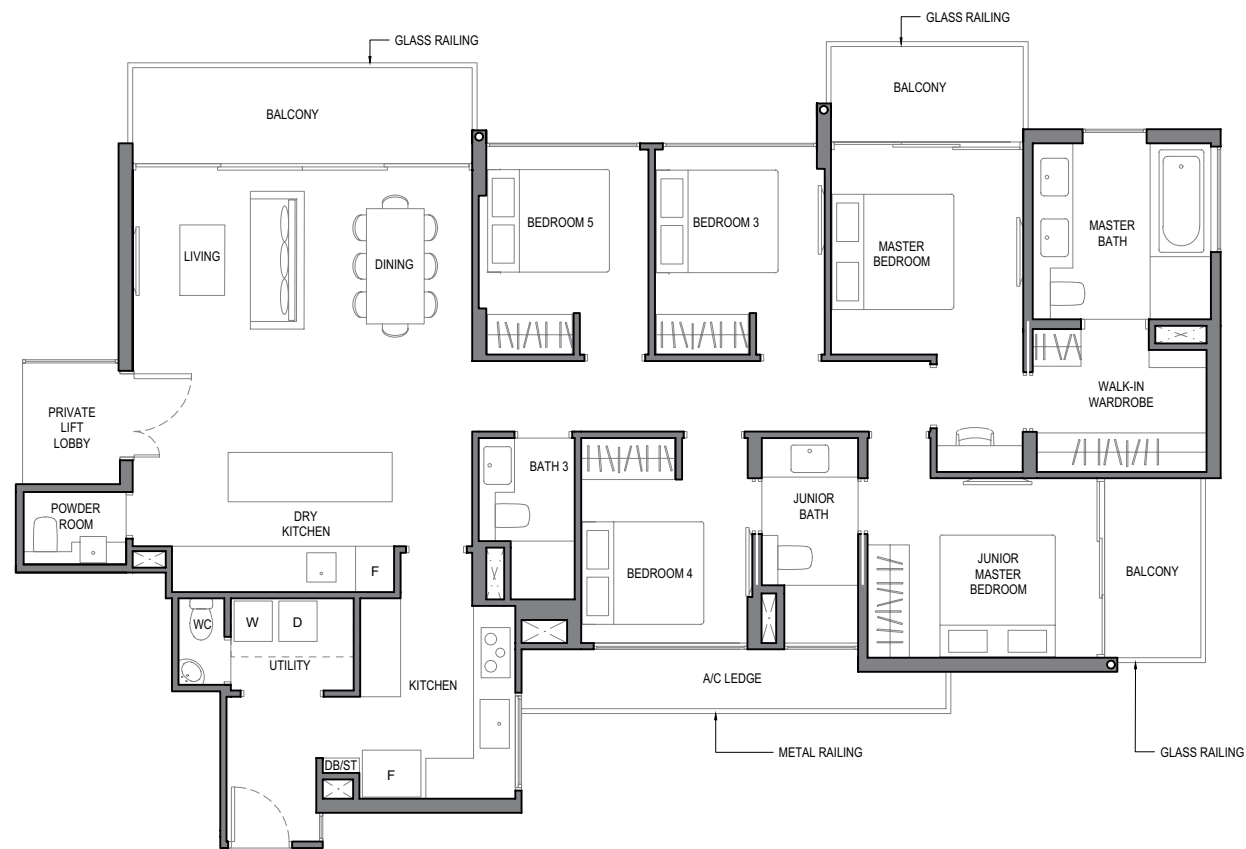 GLASS RAILING
GLASS RAILING
BALCONY
BALCONY
BEDROOM 5
BEDROOM 3
MASTER
BEDROOM
MASTER
BATH
LIVING
DINING
PRIVATE
LIFT
LOBBY
WALK-IN
WARDROBE
BATH 3
JUNIOR
BATH
POWDER
ROOM
DRY
KITCHEN
F
BEDROOM 4
JUNIOR
MASTER
BEDROOM
BALCONY
WC
W
D
UTILITY
KITCHEN
A/C LEDGE
DB/ST
F
METAL RAILING
GLASS RAILING